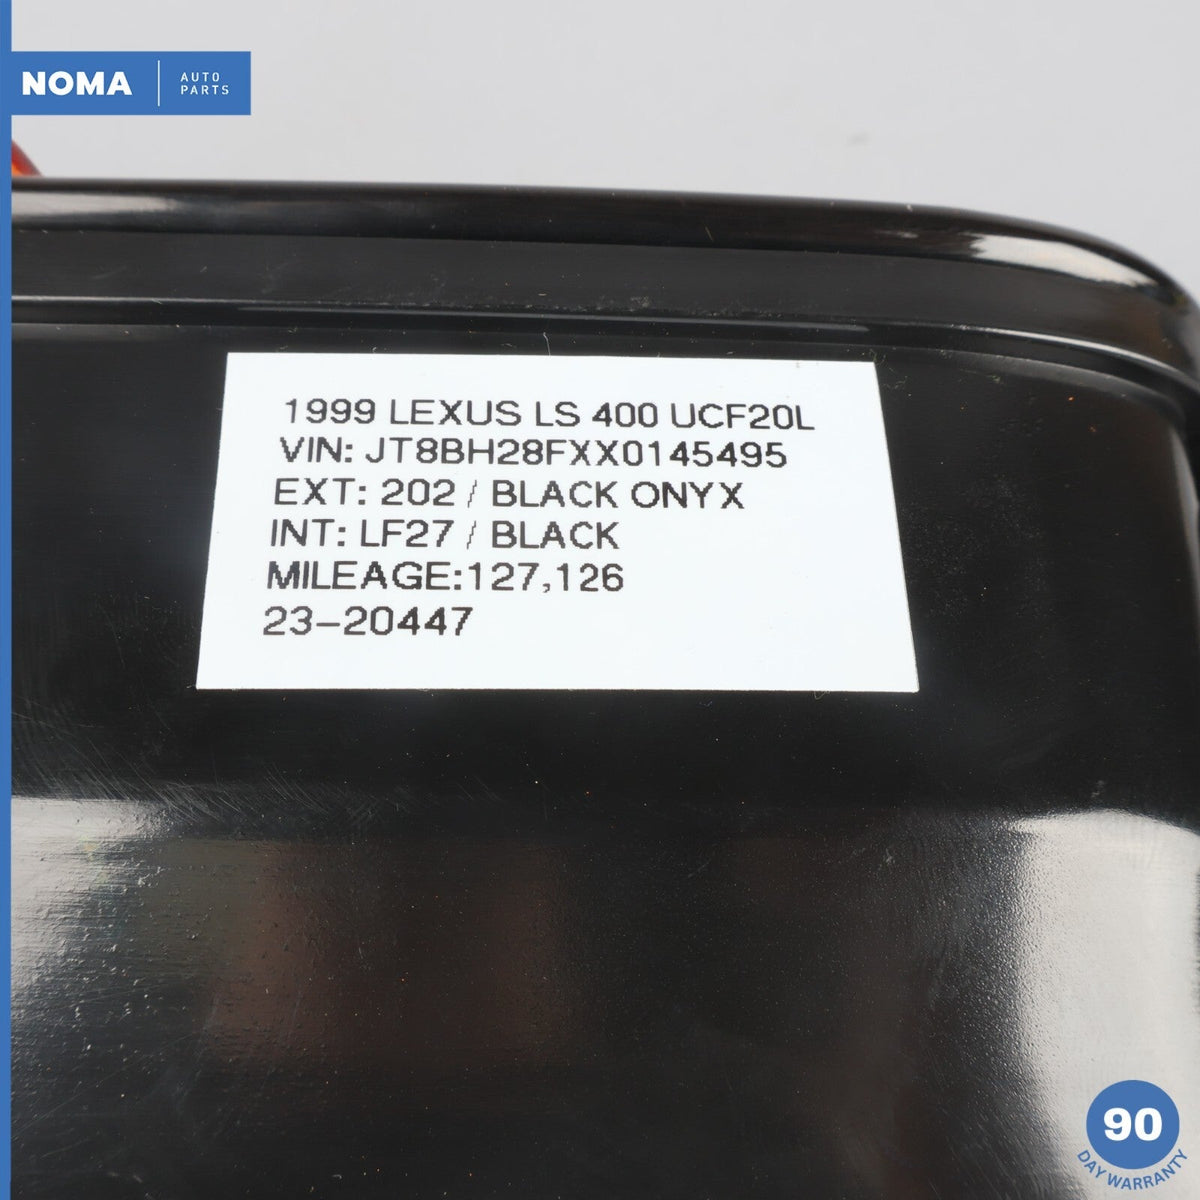 NOMA
AUTO
PARTS
1999 LEXUS LS 400 UCF20L
VIN: JT8BH28FXX0145495
EXT: 202 / BLACK ONYX
INT: LF27 / BLACK
MILEAGE:127,126
23-20447
90
DAY WARRANTY